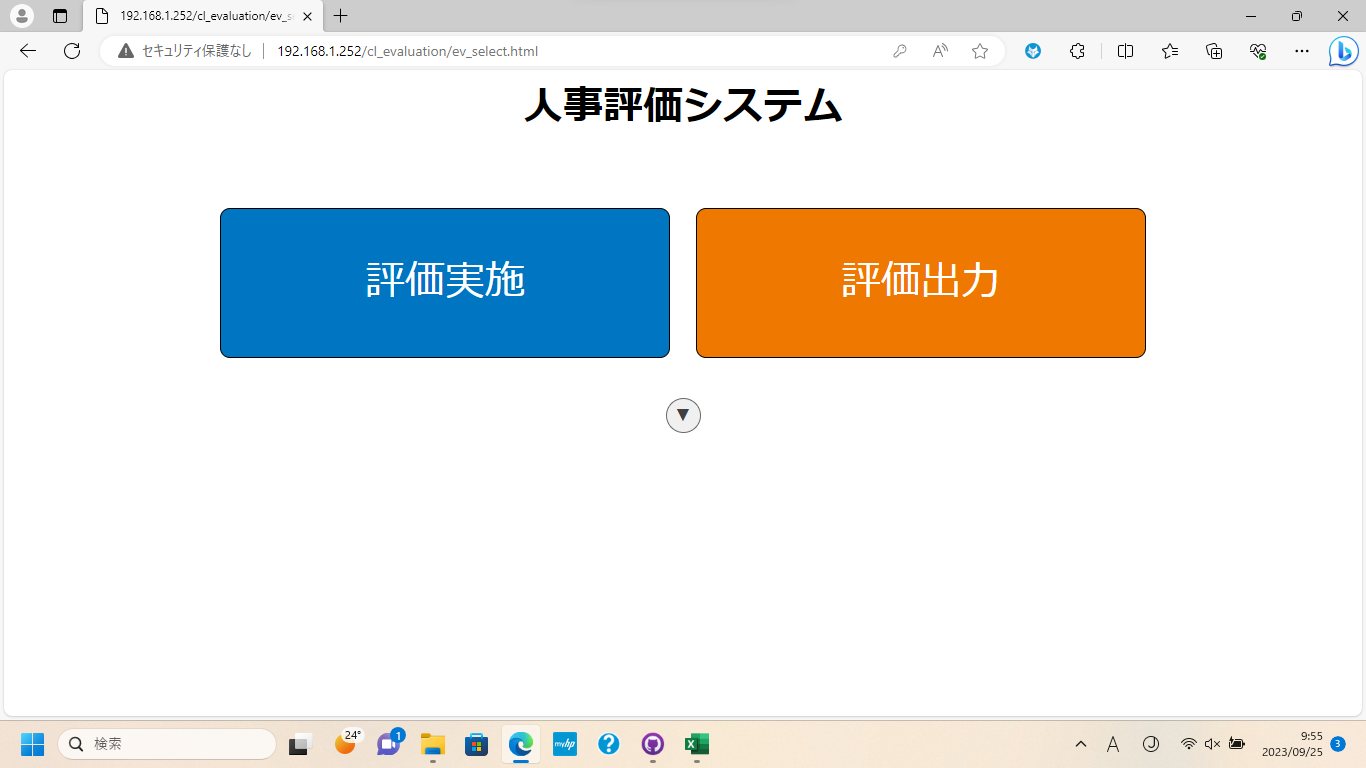 192.168.1.252/cl_evaluation/ev_s
セキュリティ保護なし
192.168.1.252/cl_evaluation/ev_select.html
人事評価システム
評価実施
評価出力
▼
検索
24°
1
myhp
A
9:55
2023/09/25
3